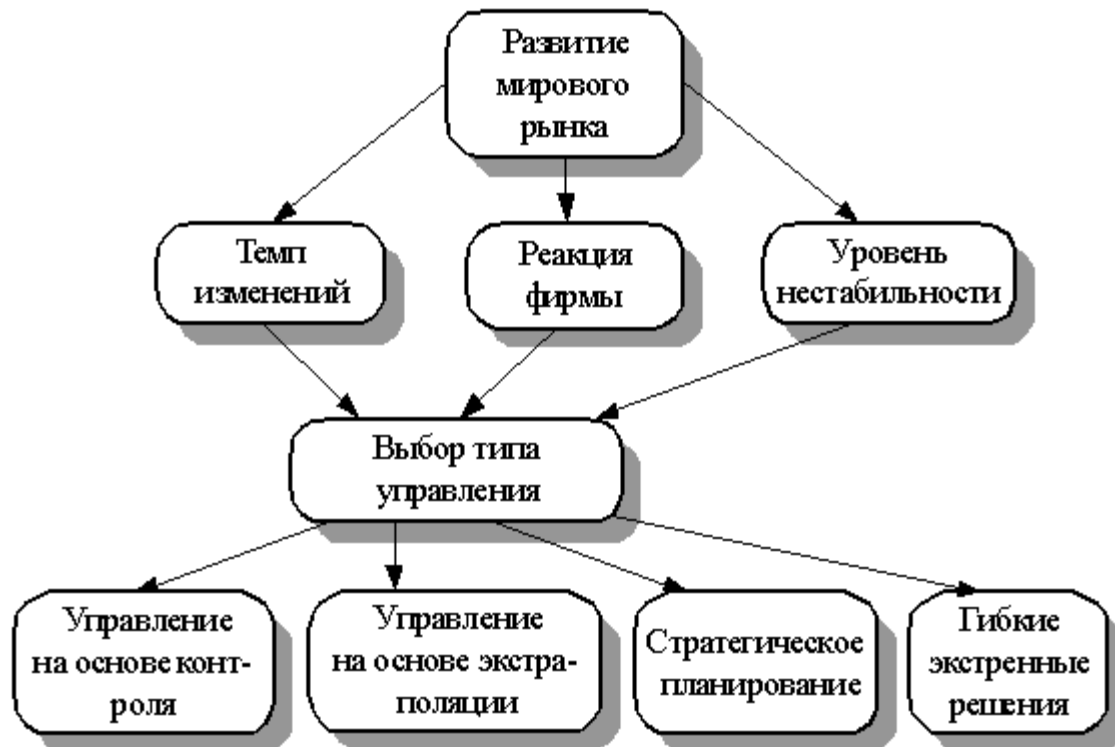 Развитие
мирового
рынка
Темп
изменений
Реакция
фирмы
Уровень
нестабильности
Выбор типа
управления
Управление
на основе конт-
роля
Управление
на основе экстра-
поляции
Стратегическое
планирование
Гибкие
экстренные
решения